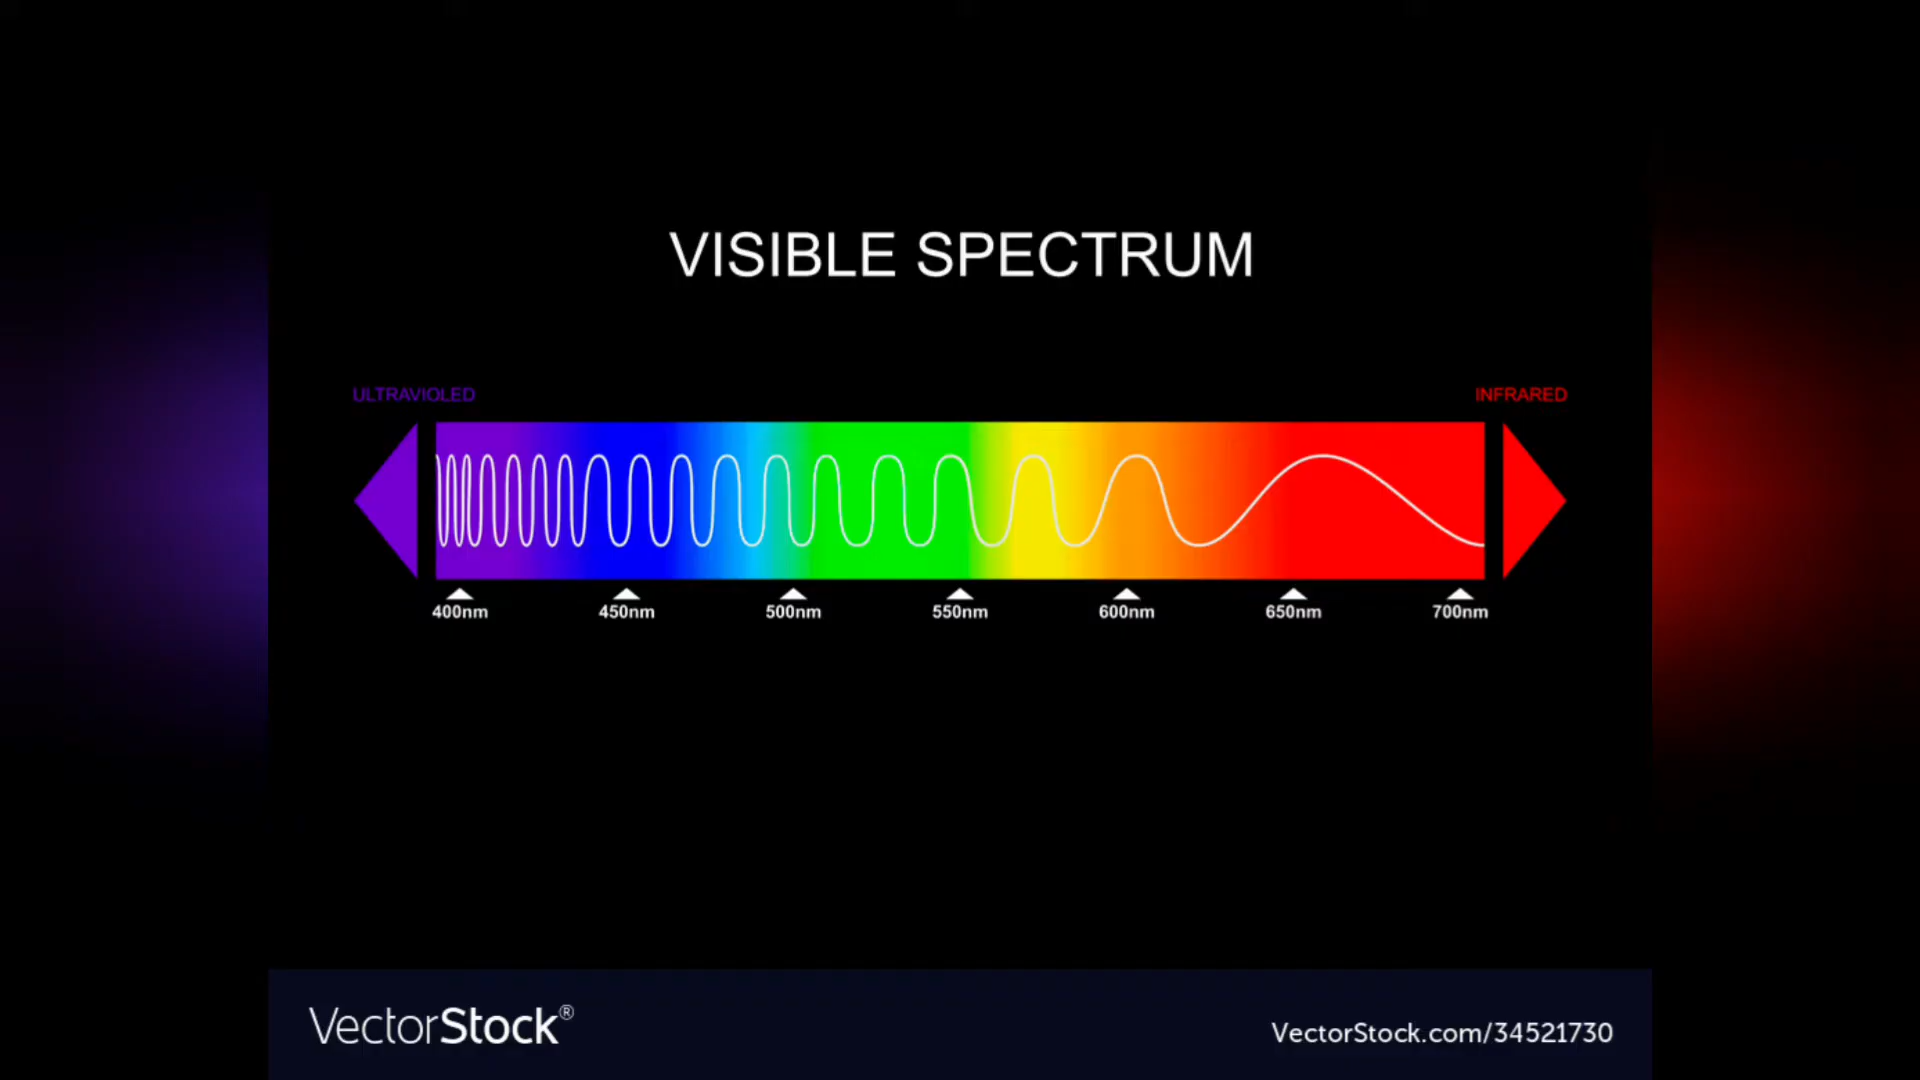 VISIBLE SPECTRUM
ULTRAVIOLED INFRARED
400nm 450nm 500nm 550nm 600nm 650nm 700nm
VectorStock® VectorStock.com/34521730